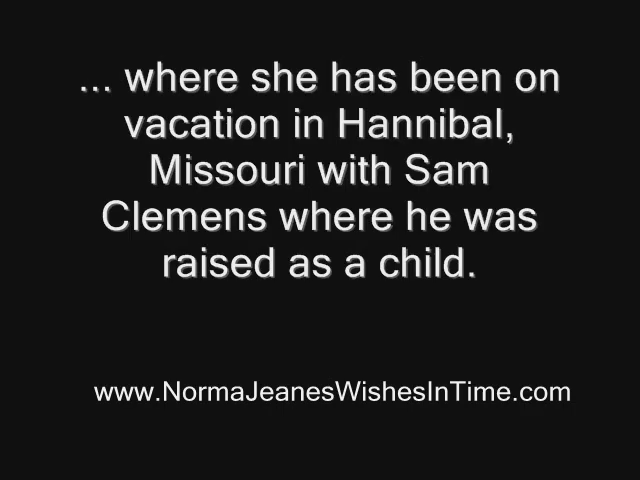 ... where she has been on
vacation in Hannibal,
Missouri with Sam
Clemens where he was
raised as a child.
www.NormaJeanesWishesInTime.com